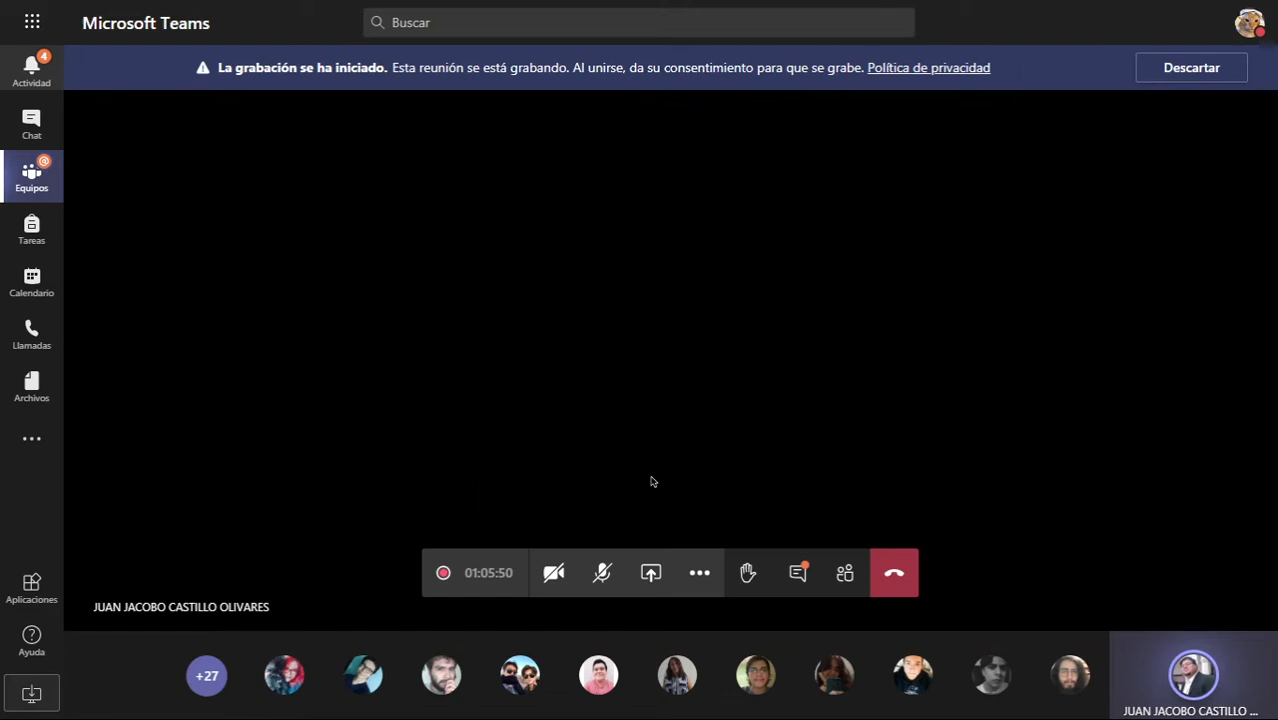 Microsoft Teams
Buscar
4
Actividad
La grabación se ha iniciado. Esta reunión se está grabando. Al unirse, da su consentimiento para que se grabe. Política de privacidad
Descartar
Chat
@
Equipos
Tareas
Calendario
Llamadas
Archivos
01:05:50
Aplicaciones
JUAN JACOBO CASTILLO OLIVARES
Ayuda
+27
JUAN JACOBO CASTILLO ...